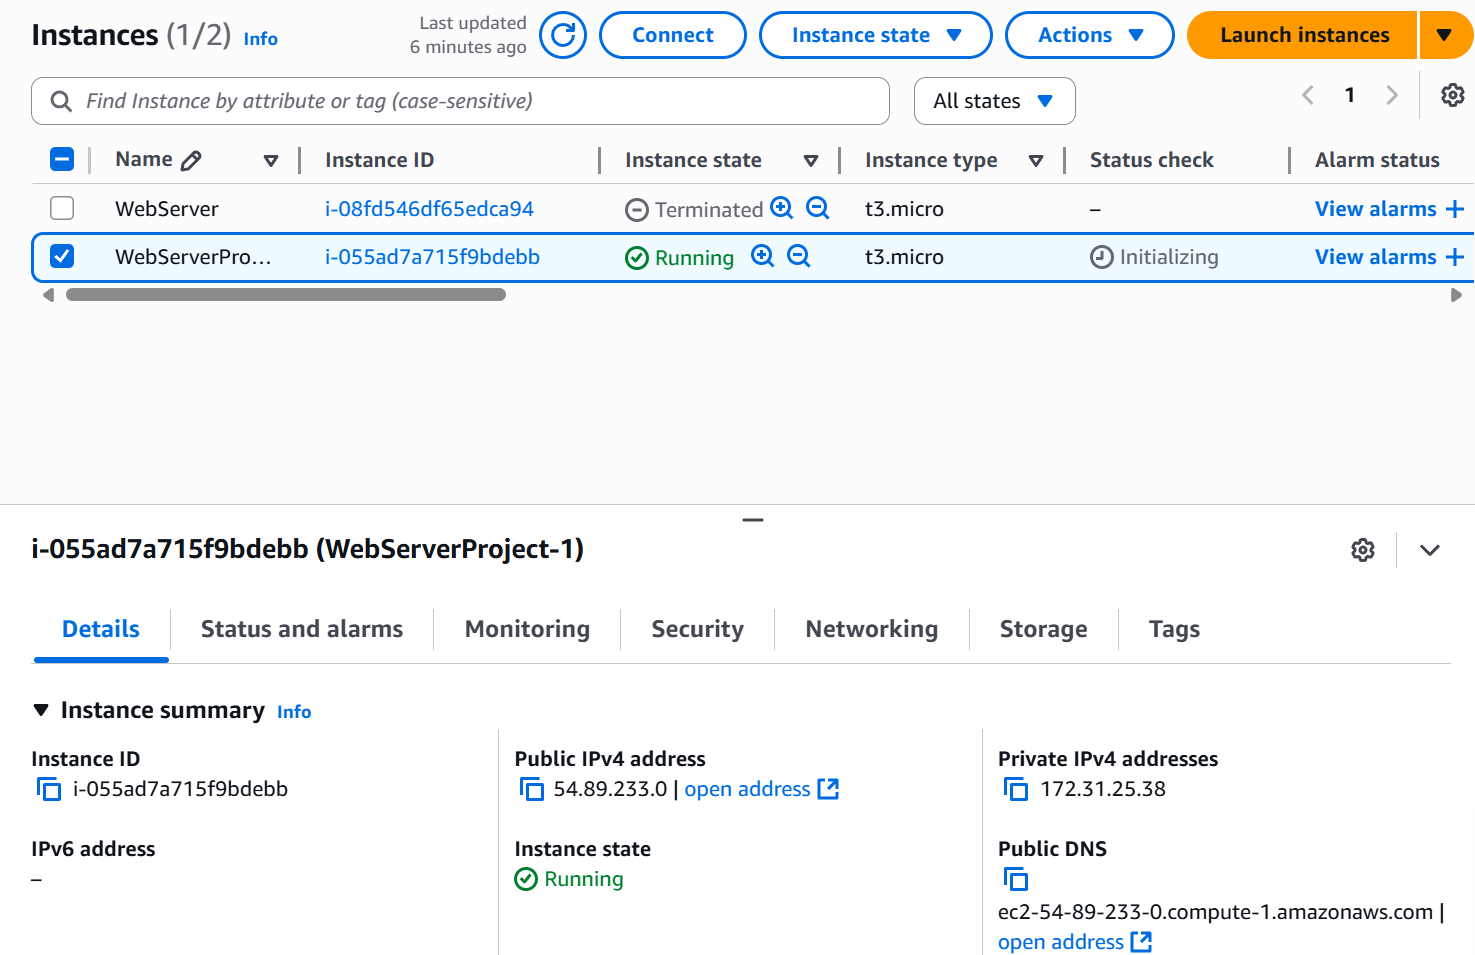 Instances (1/2) Info
Last updated
6 minutes ago
Connect
Instance state
Actions
Launch instances
Find Instance by attribute or tag (case-sensitive)
All states
1
Name Instance ID Instance state Instance type Status check Alarm status
WebServer i-08fd546df65edca94 Terminated t3.micro – View alarms +
WebServerPro... i-055ad7a715f9bdebb Running t3.micro Initializing View alarms +
i-055ad7a715f9bdebb (WebServerProject-1)
Details Status and alarms Monitoring Security Networking Storage Tags
Instance summary Info
Instance ID
i-055ad7a715f9bdebb
Public IPv4 address
54.89.233.0 | open address
Private IPv4 addresses
172.31.25.38
IPv6 address
–
Instance state
Running
Public DNS
ec2-54-89-233-0.compute-1.amazonaws.com |
open address